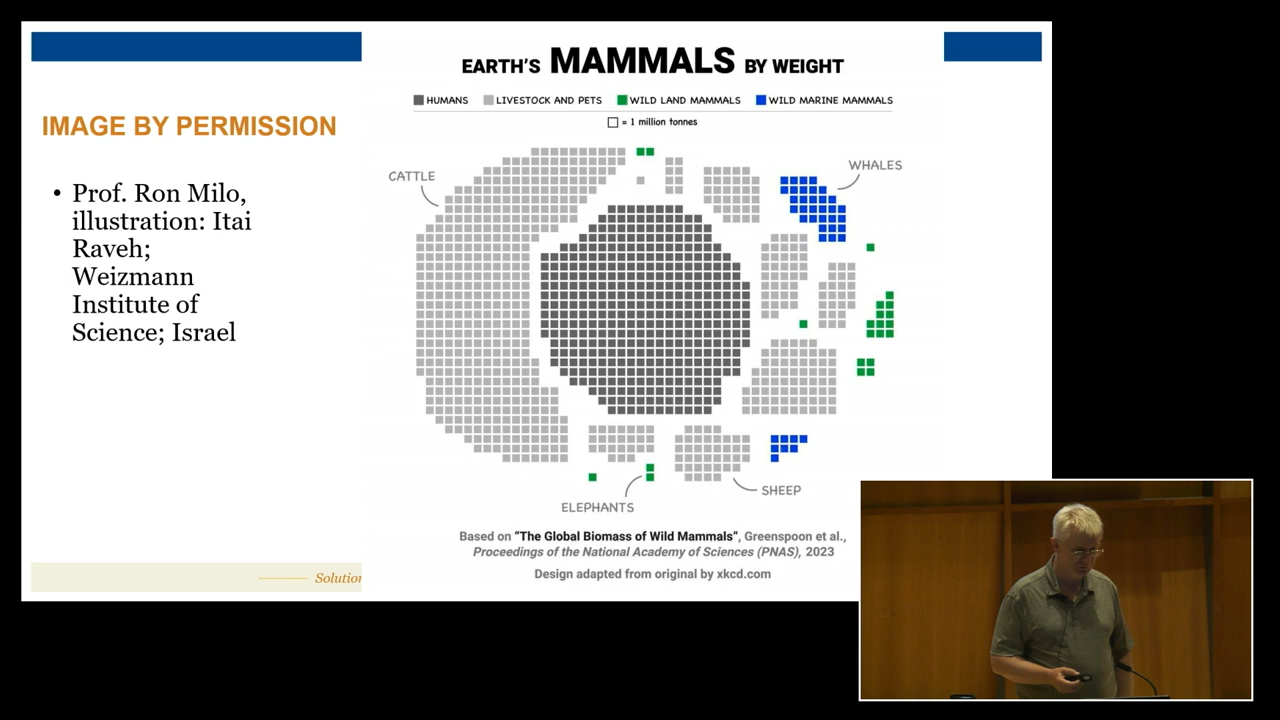 EARTH'S MAMMALS BY WEIGHT
HUMANS LIVESTOCK AND PETS WILD LAND MAMMALS WILD MARINE MAMMALS
= 1 million tonnes
IMAGE BY PERMISSION
• Prof. Ron Milo,
illustration: Itai
Raveh;
Weizmann
Institute of
Science; Israel
CATTLE
WHALES
ELEPHANTS
SHEEP
Based on “The Global Biomass of Wild Mammals”, Greenspoon et al.,
Proceedings of the National Academy of Sciences (PNAS), 2023
Design adapted from original by xkcd.com
Solution